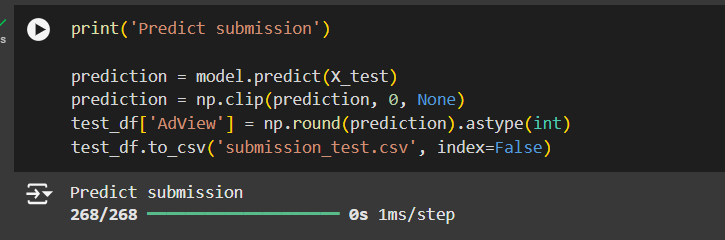 print('Predict submission')
s
prediction = model.predict(X_test)
prediction = np.clip(prediction, 0, None)
test_df['AdView'] = np.round(prediction).astype(int)
test_df.to_csv('submission_test.csv', index=False)
Predict submission
268/268 0s 1ms/step